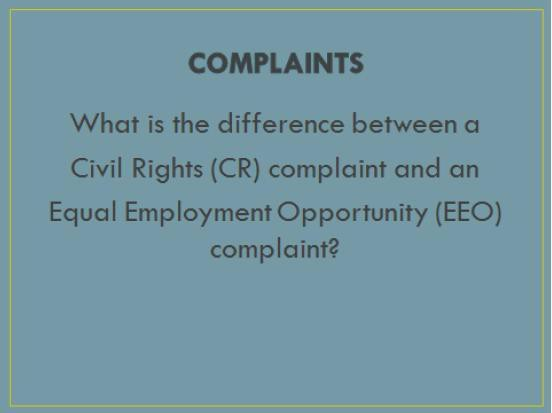 COMPLAINTS
What is the difference between a
Civil Rights (CR) complaint and an
Equal Employment Opportunity (EEO)
complaint?